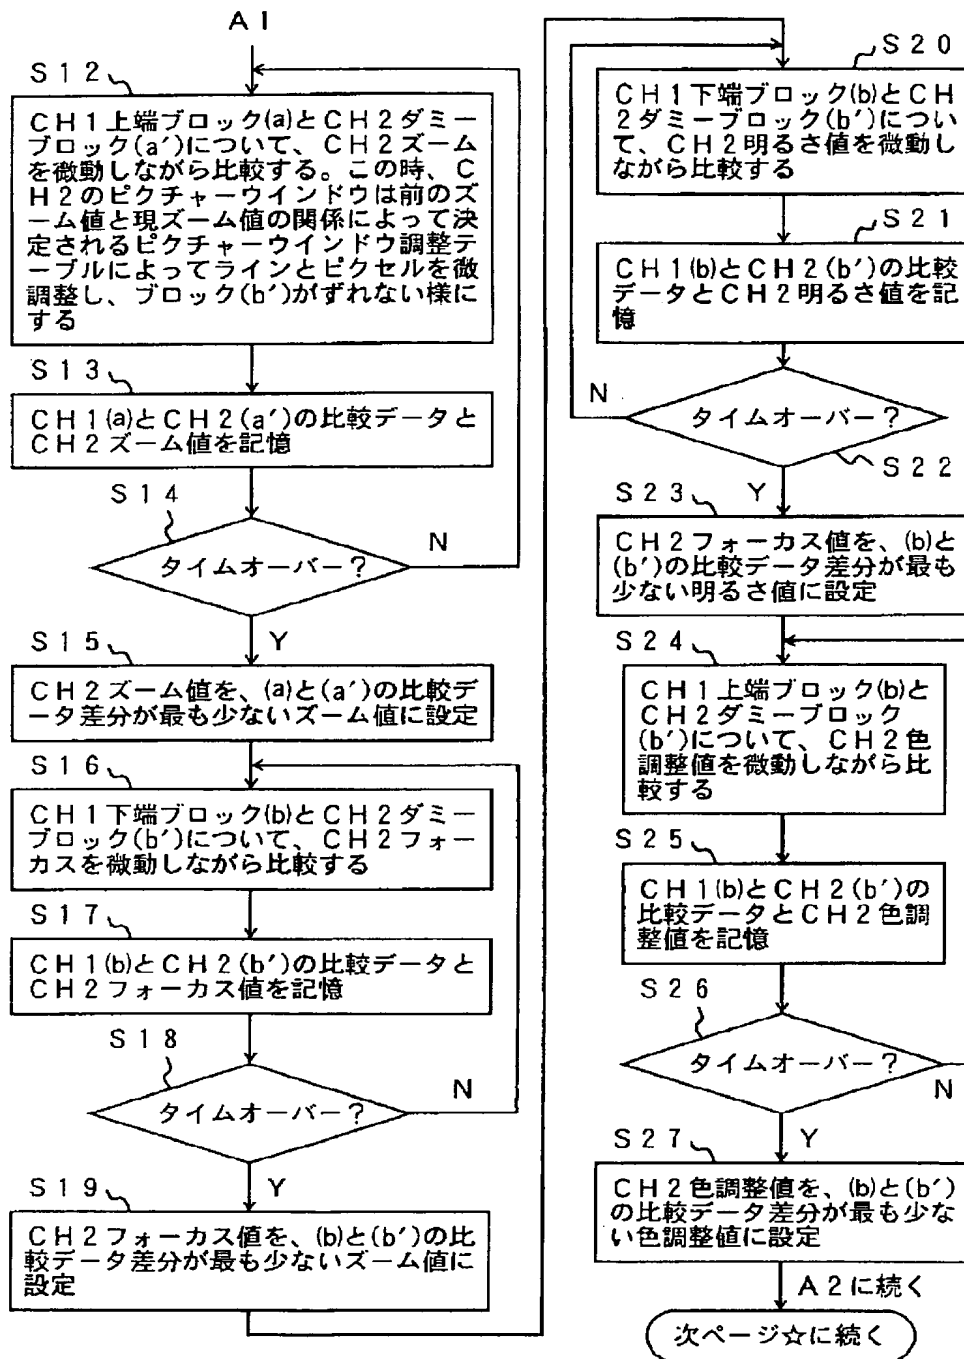 A1
S12
CH1上端ブロック(a)とCH2ダミー
ブロック(a′)について、CH2ズーム
を微動しながら比較する。この時、C
H2のピクチャーウインドウは前のズ
ーム値と現ズーム値の関係によって決
定されるピクチャーウインドウ調整テ
ーブルによってラインとピクセルを微
調整し、ブロック(b′)がずれない様に
する
S13
CH1(a)とCH2(a′)の比較データと
CH2ズーム値を記憶
S14
タイムオーバー?
N
Y
S15
CH2ズーム値を、(a)と(a′)の比較デ
ータ差分が最も少ないズーム値に設定
S16
CH1下端ブロック(b)とCH2ダミー
ブロック(b′)について、CH2フォー
カスを微動しながら比較する
S17
CH1(b)とCH2(b′)の比較データと
CH2フォーカス値を記憶
S18
タイムオーバー?
N
Y
S19
CH2フォーカス値を、(b)と(b′)の比
較データ差分が最も少ないズーム値に
設定
S20
CH1下端ブロック(b)とCH
2ダミーブロック(b′)につい
て、CH2明るさ値を微動し
ながら比較する
S21
CH1(b)とCH2(b′)の比較
データとCH2明るさ値を記
憶
N
タイムオーバー?
S22
S23
Y
CH2フォーカス値を、(b)と
(b′)の比較データ差分が最も
少ない明るさ値に設定
S24
CH1上端ブロック(b)と
CH2ダミーブロック
(b′)について、CH2色
調整値を微動しながら比
較する
S25
CH1(b)とCH2(b′)の
比較データとCH2色調
整値を記憶
S26
タイムオーバー?
N
S27
Y
CH2色調整値を、(b)と(b′)
の比較データ差分が最も少な
い色調整値に設定
A2に続く
次ページ☆に続く